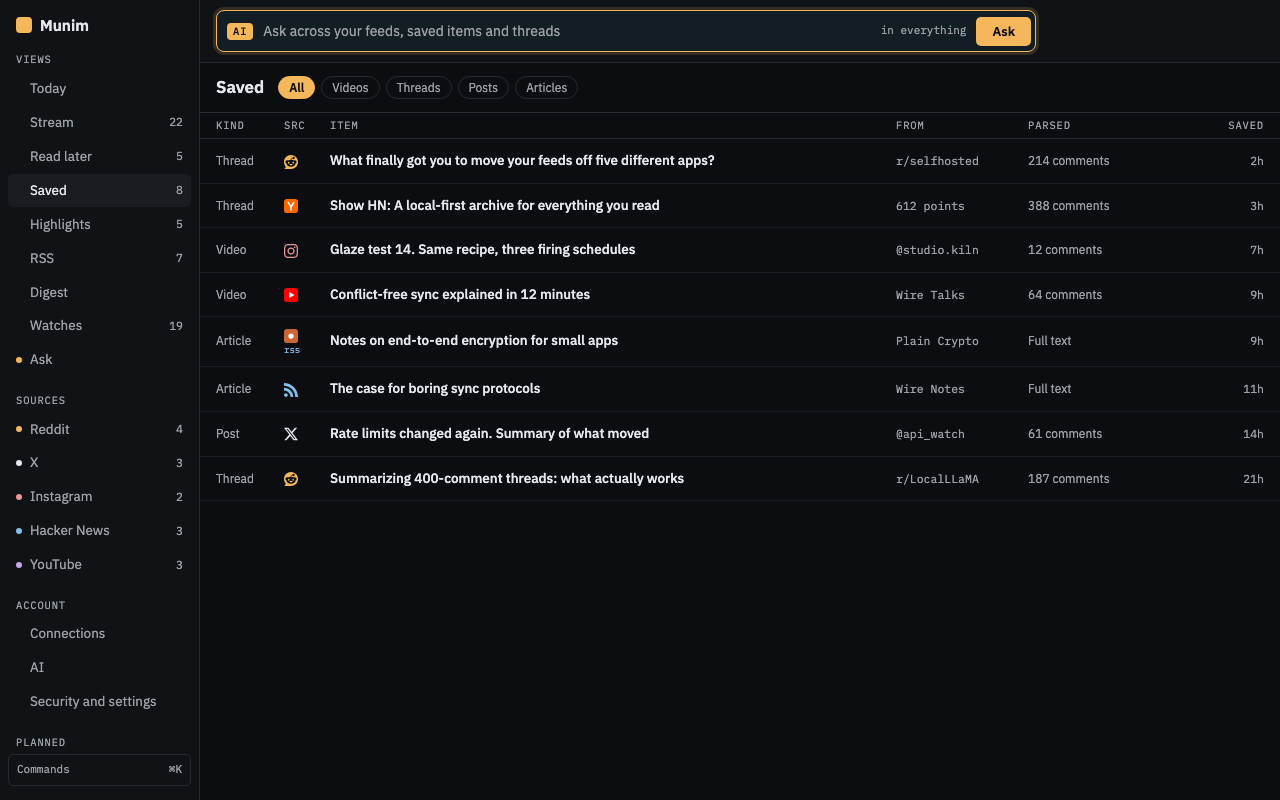 Munim
VIEWS
Today
Stream 22
Read later 5
Saved 8
Highlights 5
RSS 7
Digest
Watches 19
Ask
SOURCES
Reddit 4
X 3
Instagram 2
Hacker News 3
YouTube 3
ACCOUNT
Connections
AI
Security and settings
PLANNED
Commands ⌘K
AI Ask across your feeds, saved items and threads in everything Ask
Saved All Videos Threads Posts Articles
KIND SRC ITEM FROM PARSED SAVED
Thread What finally got you to move your feeds off five different apps? r/selfhosted 214 comments 2h
Thread Y Show HN: A local-first archive for everything you read 612 points 388 comments 3h
Video Glaze test 14. Same recipe, three firing schedules @studio.kiln 12 comments 7h
Video Conflict-free sync explained in 12 minutes Wire Talks 64 comments 9h
Article rss Notes on end-to-end encryption for small apps Plain Crypto Full text 9h
Article The case for boring sync protocols Wire Notes Full text 11h
Post X Rate limits changed again. Summary of what moved @api_watch 61 comments 14h
Thread Summarizing 400-comment threads: what actually works r/LocalLLaMA 187 comments 21h